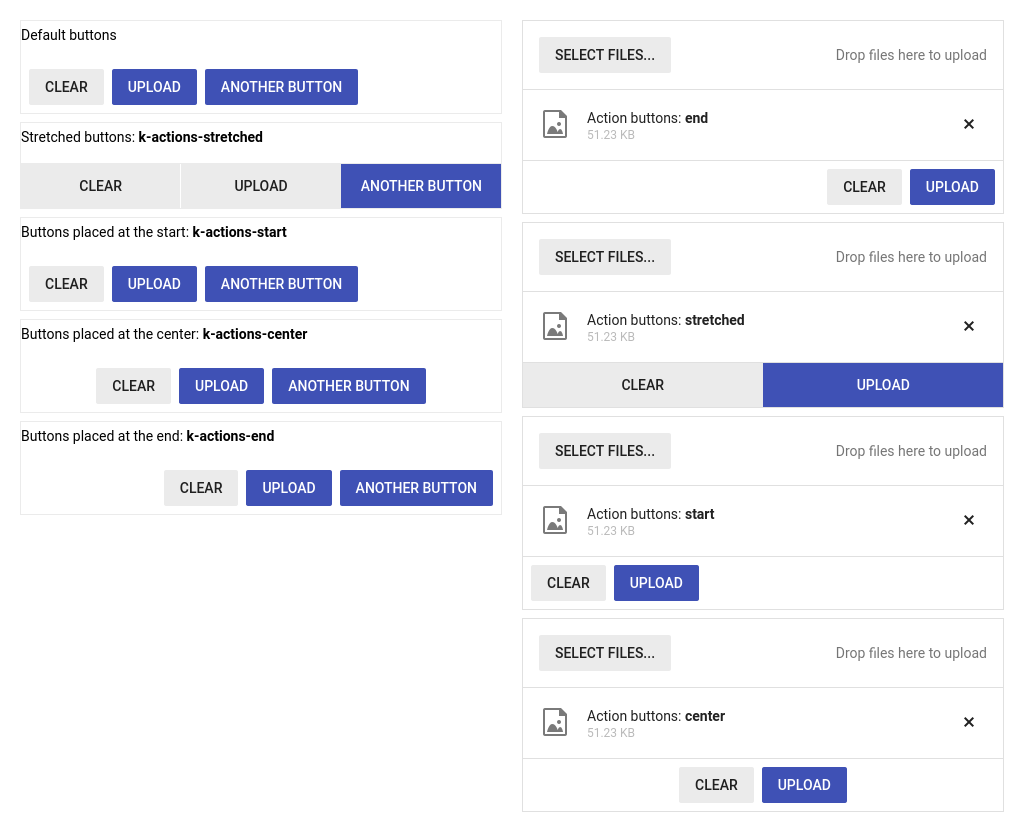 Default buttons
CLEAR UPLOAD ANOTHER BUTTON
Stretched buttons: k-actions-stretched
CLEAR UPLOAD ANOTHER BUTTON
Buttons placed at the start: k-actions-start
CLEAR UPLOAD ANOTHER BUTTON
Buttons placed at the center: k-actions-center
CLEAR UPLOAD ANOTHER BUTTON
Buttons placed at the end: k-actions-end
CLEAR UPLOAD ANOTHER BUTTON
SELECT FILES... Drop files here to upload
Action buttons: end
51.23 KB
CLEAR UPLOAD
SELECT FILES... Drop files here to upload
Action buttons: stretched
51.23 KB
CLEAR UPLOAD
SELECT FILES... Drop files here to upload
Action buttons: start
51.23 KB
CLEAR UPLOAD
SELECT FILES... Drop files here to upload
Action buttons: center
51.23 KB
CLEAR UPLOAD